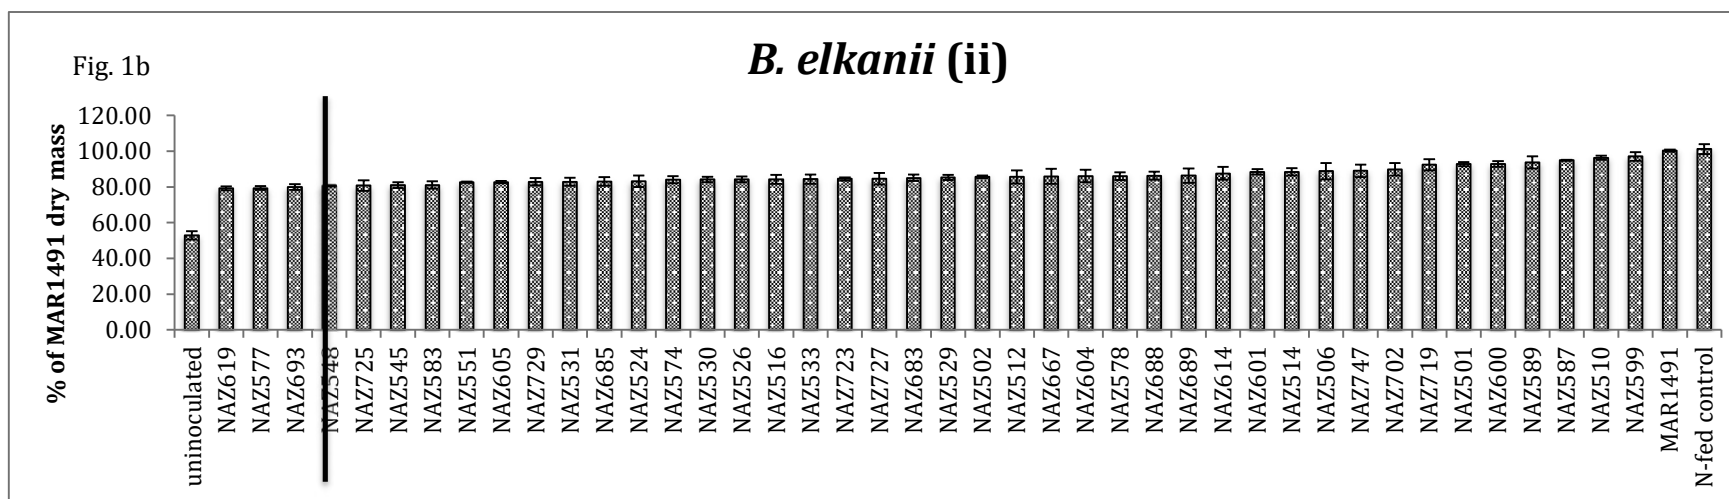 Fig. 1b
B. elkanii (ii)
% of MAR1491 dry mass
120.00
100.00
80.00
60.00
40.00
20.00
0.00
uninoculated
NAZ619
NAZ577
NAZ693
NAZ548
NAZ725
NAZ545
NAZ583
NAZ551
NAZ605
NAZ729
NAZ531
NAZ685
NAZ524
NAZ574
NAZ530
NAZ526
NAZ516
NAZ533
NAZ723
NAZ727
NAZ683
NAZ529
NAZ502
NAZ512
NAZ667
NAZ604
NAZ578
NAZ688
NAZ689
NAZ614
NAZ601
NAZ514
NAZ506
NAZ747
NAZ702
NAZ719
NAZ501
NAZ600
NAZ589
NAZ587
NAZ510
NAZ599
MAR1491
N-fed control